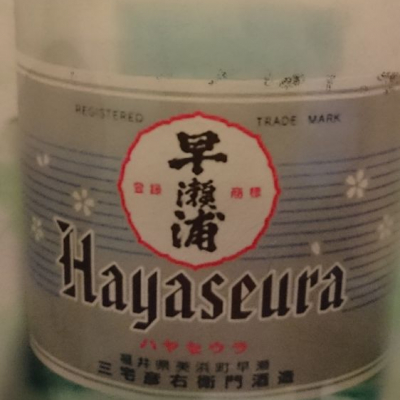 REGISTERED TRADE MARK
早瀬浦
登録 商標
Hayaseura
ハヤセウラ
福井県美浜町早瀬
三宅彦右衛門酒造